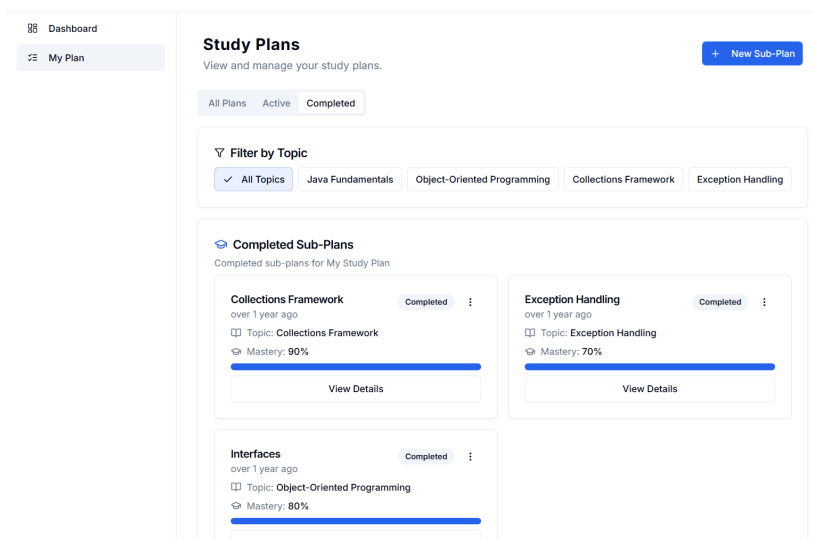 Dashboard
My Plan
Study Plans
View and manage your study plans.
+ New Sub-Plan
All Plans Active Completed
Filter by Topic
All Topics Java Fundamentals Object-Oriented Programming Collections Framework Exception Handling
Completed Sub-Plans
Completed sub-plans for My Study Plan
Collections Framework Completed
over 1 year ago
Topic: Collections Framework
Mastery: 90%
View Details
Exception Handling Completed
over 1 year ago
Topic: Exception Handling
Mastery: 70%
View Details
Interfaces Completed
over 1 year ago
Topic: Object-Oriented Programming
Mastery: 80%